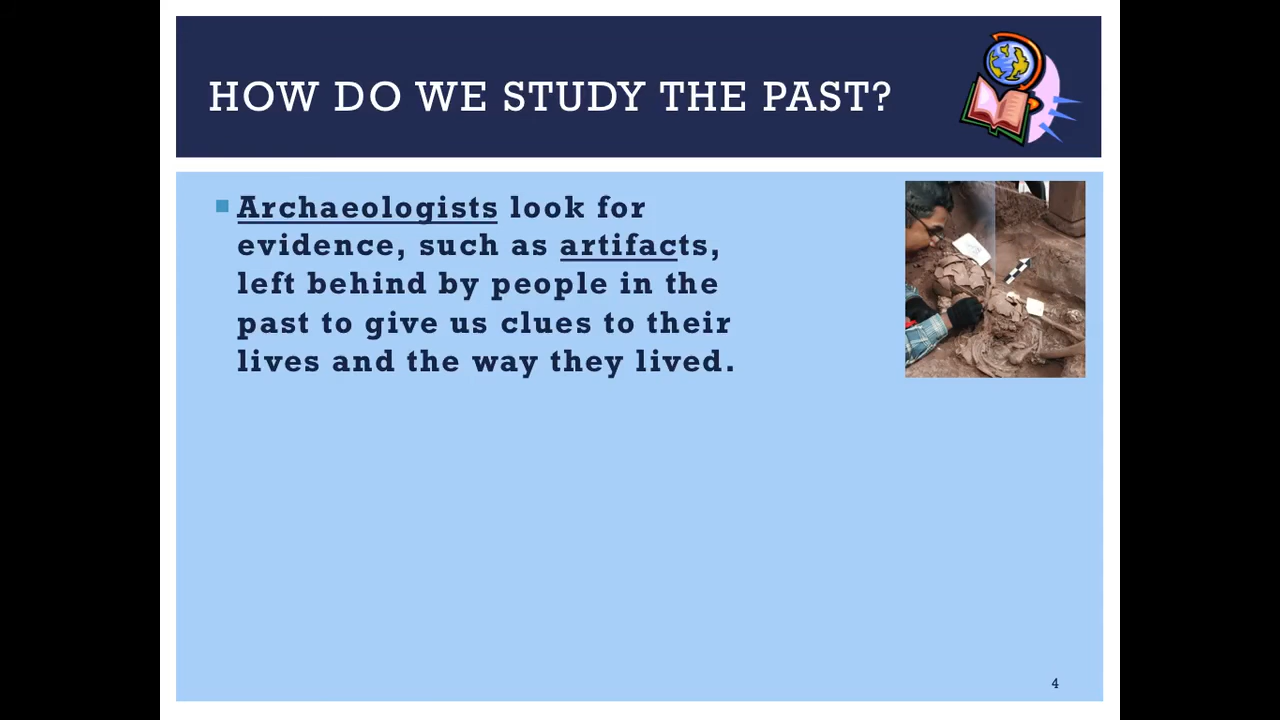 HOW DO WE STUDY THE PAST?
Archaeologists look for
evidence, such as artifacts,
left behind by people in the
past to give us clues to their
lives and the way they lived.
4